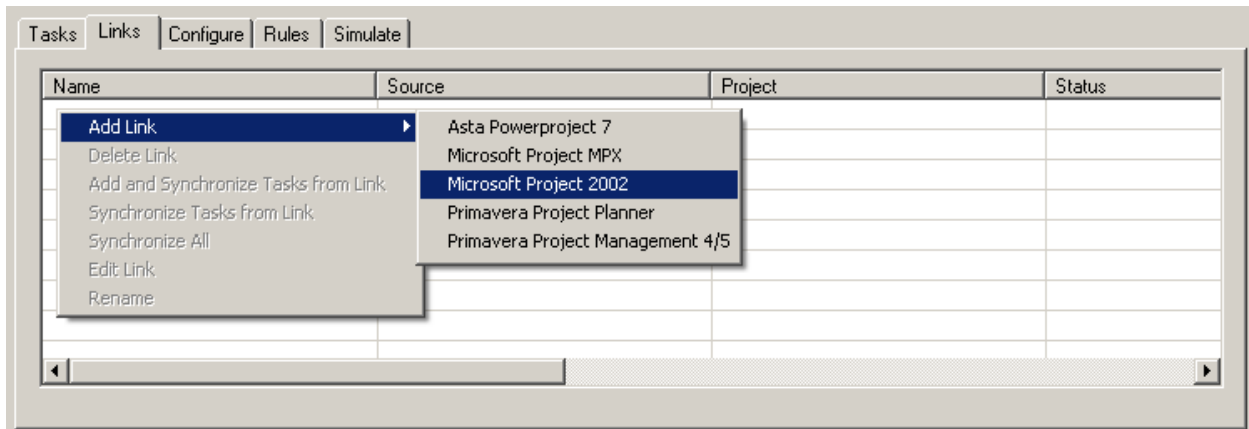 Tasks Links Configure Rules Simulate
Name Source Project Status
Add Link
Delete Link
Add and Synchronize Tasks from Link
Synchronize Tasks from Link
Synchronize All
Edit Link
Rename
Asta Powerproject 7
Microsoft Project MPX
Microsoft Project 2002
Primavera Project Planner
Primavera Project Management 4/5